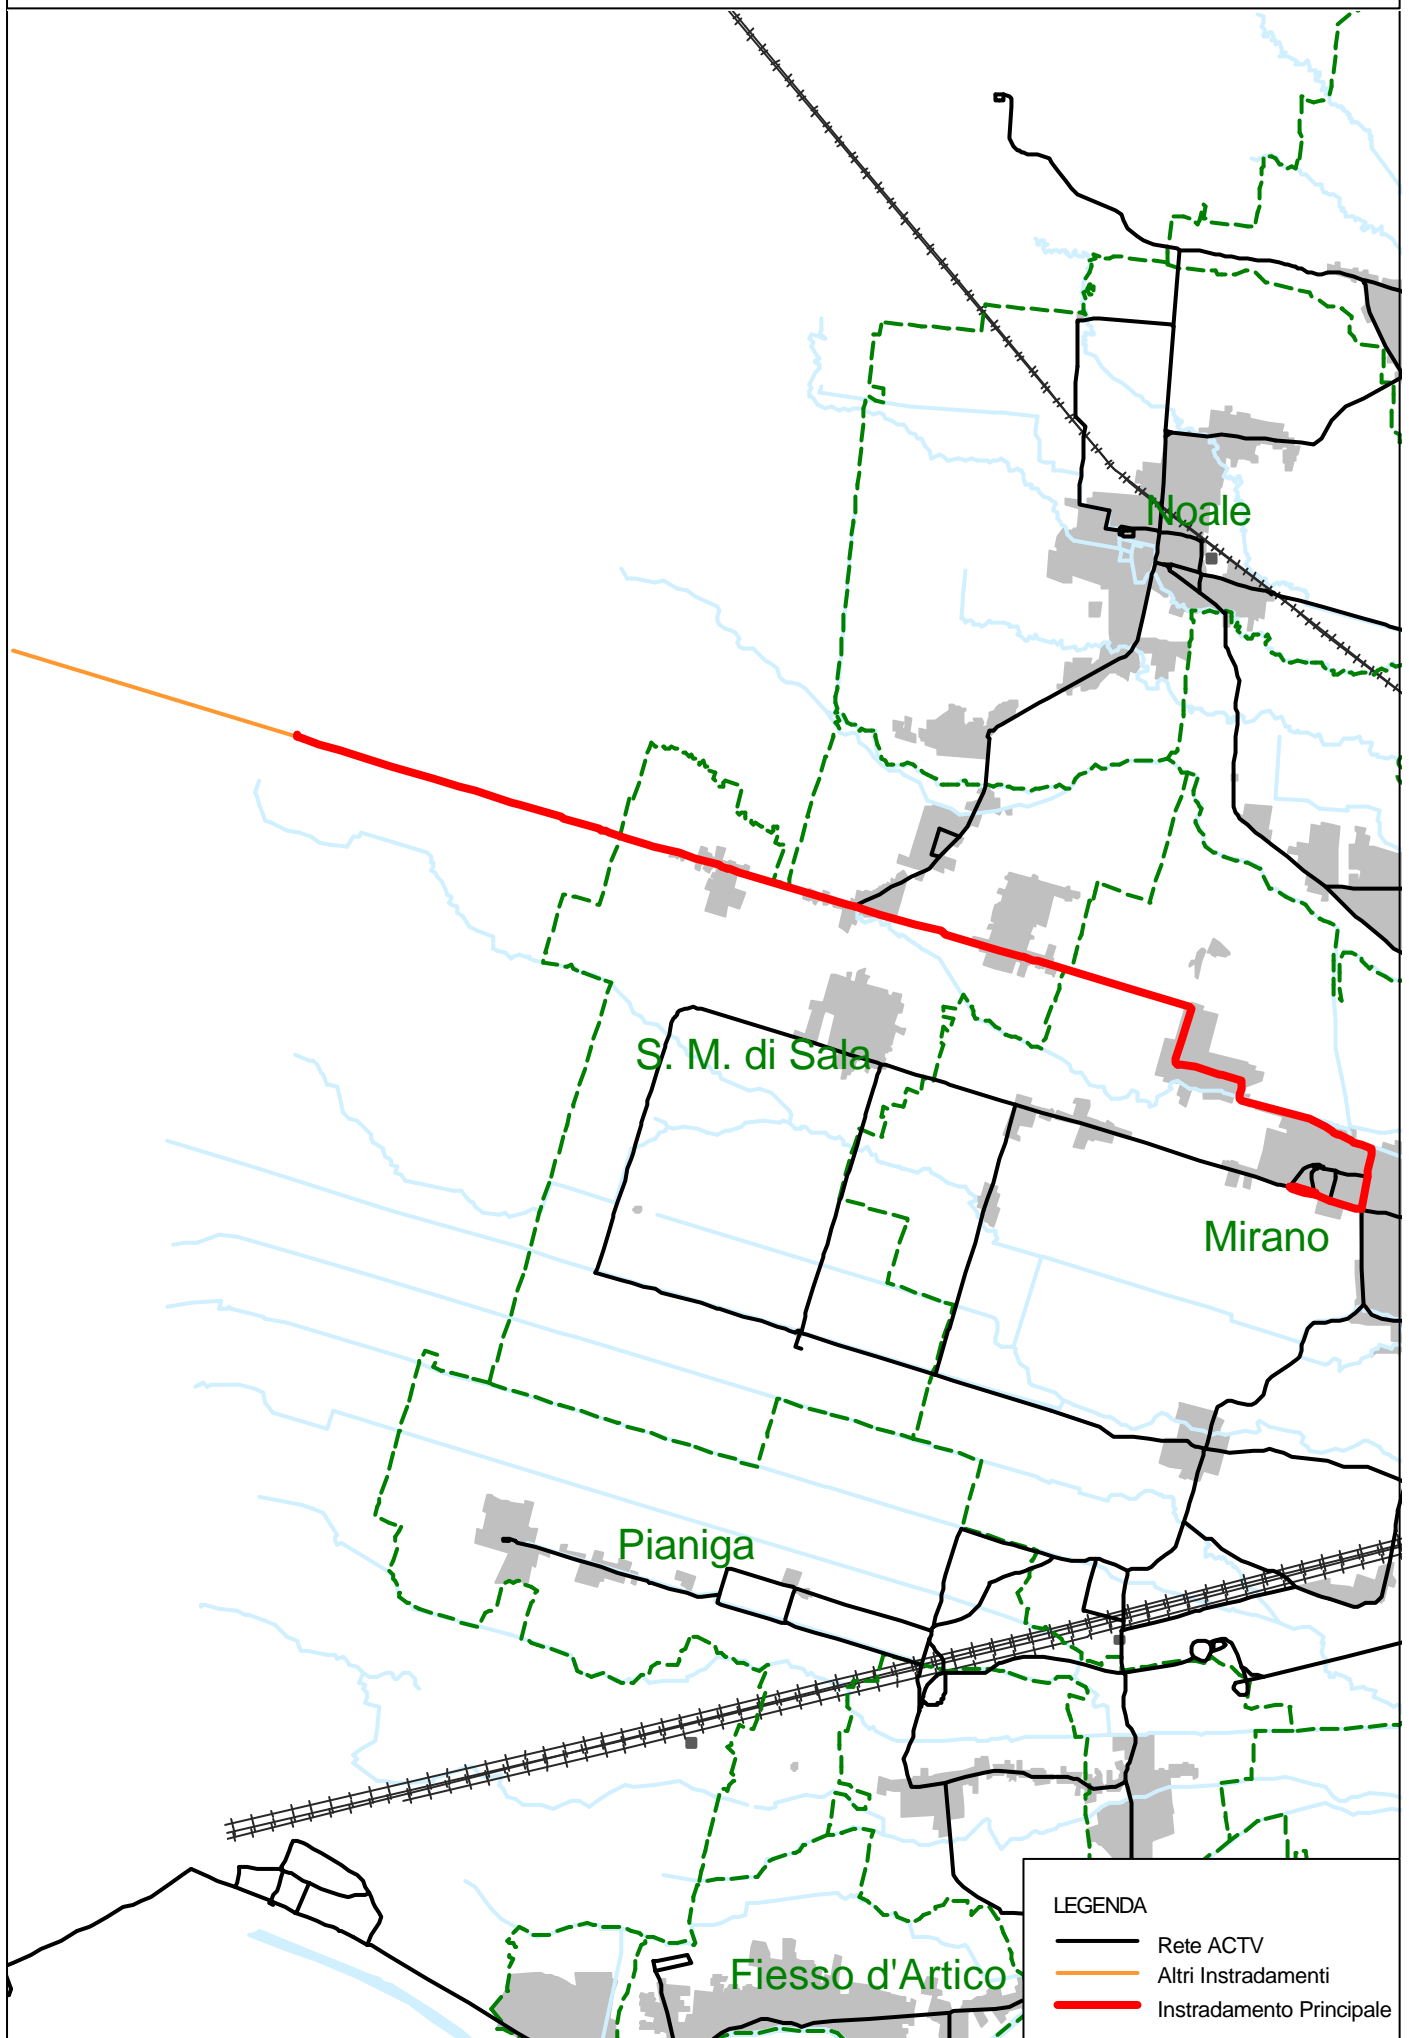 Noale
S. M. di Sala
Mirano
Pianiga
Fiesso d'Artico
LEGENDA
Rete ACTV
Altri Instradamenti
Instradamento Principale